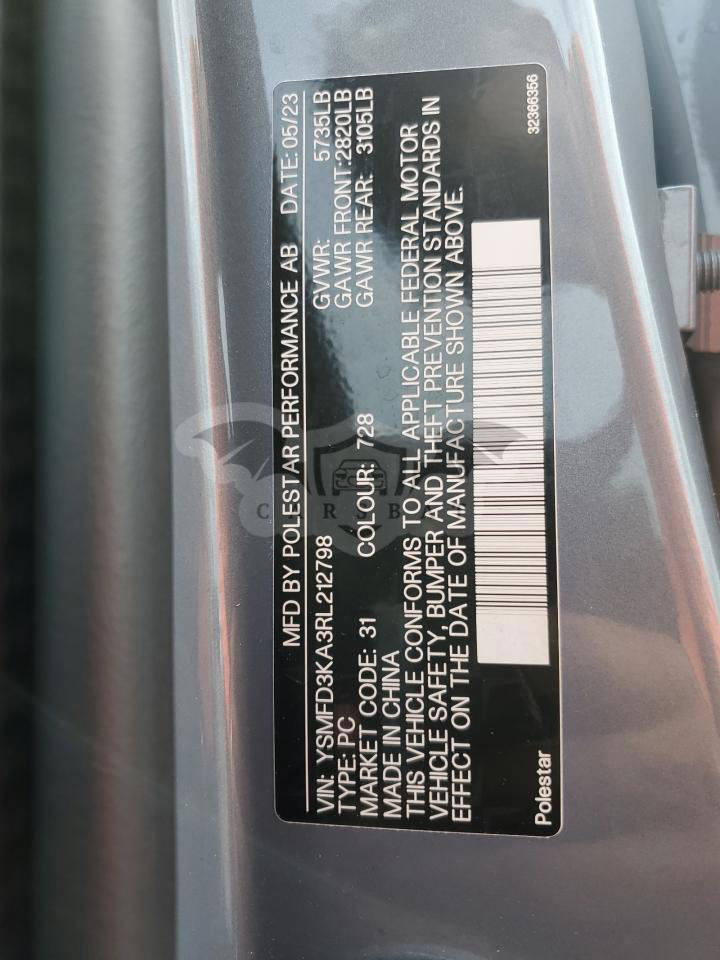 MFD BY POLESTAR PERFORMANCE AB DATE: 05/23
VIN: YSMFD3KA3RL212798 GVWR: 5735LB
TYPE: PC GAWR FRONT:2820LB
MARKET CODE: 31 COLOUR: 728 GAWR REAR: 3105LB
MADE IN CHINA
THIS VEHICLE CONFORMS TO ALL APPLICABLE FEDERAL MOTOR
VEHICLE SAFETY, BUMPER AND THEFT PREVENTION STANDARDS IN
EFFECT ON THE DATE OF MANUFACTURE SHOWN ABOVE.
Polestar 32366356